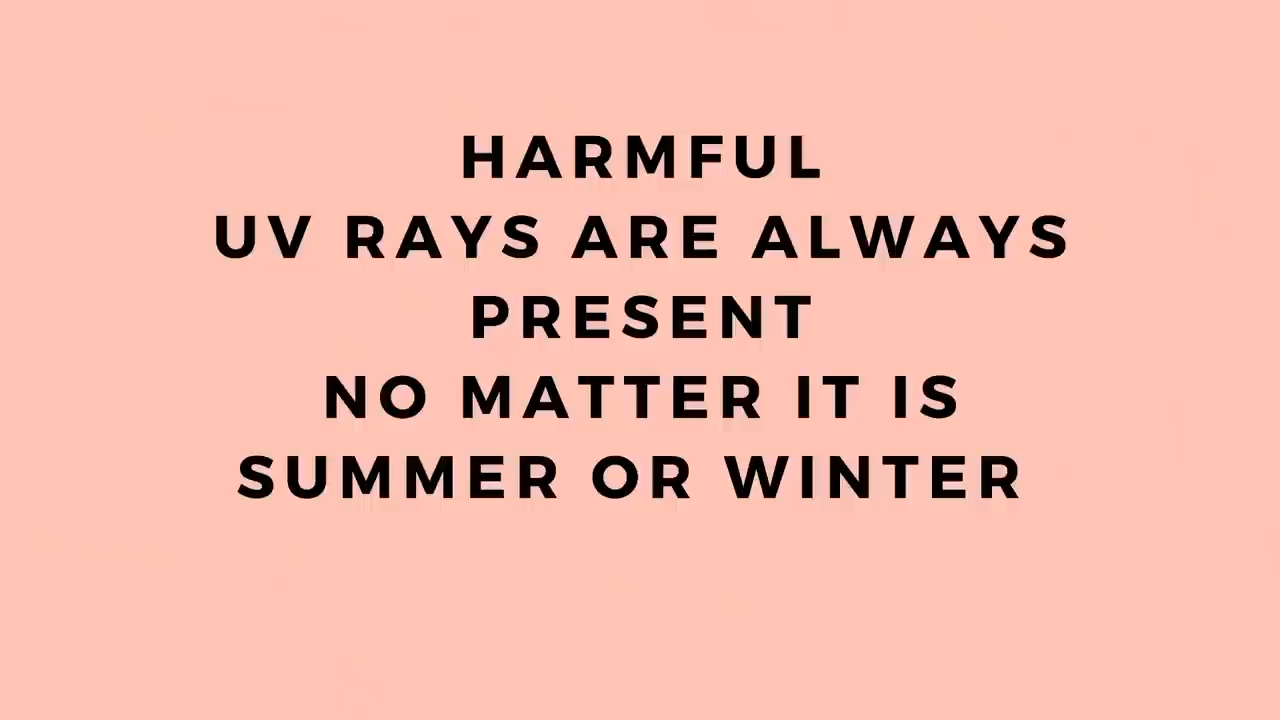 HARMFUL
UV RAYS ARE ALWAYS
PRESENT
NO MATTER IT IS
SUMMER OR WINTER